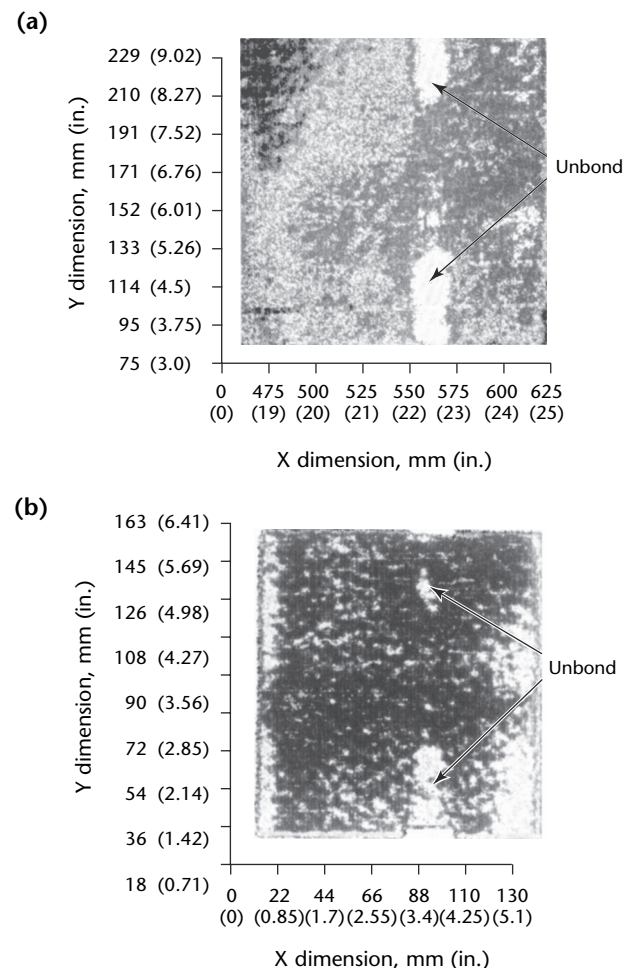 (a)
229 (9.02)
210 (8.27)
191 (7.52)
171 (6.76)
152 (6.01)
133 (5.26)
114 (4.5)
95 (3.75)
75 (3.0)
Y dimension, mm (in.)
Unbond
0 475 500 525 550 575 600 625
(0) (19) (20) (21) (22) (23) (24) (25)
X dimension, mm (in.)
(b)
163 (6.41)
145 (5.69)
126 (4.98)
108 (4.27)
90 (3.56)
72 (2.85)
54 (2.14)
36 (1.42)
18 (0.71)
Y dimension, mm (in.)
Unbond
0 22 44 66 88 110 130
(0) (0.85) (1.7) (2.55) (3.4) (4.25) (5.1)
X dimension, mm (in.)